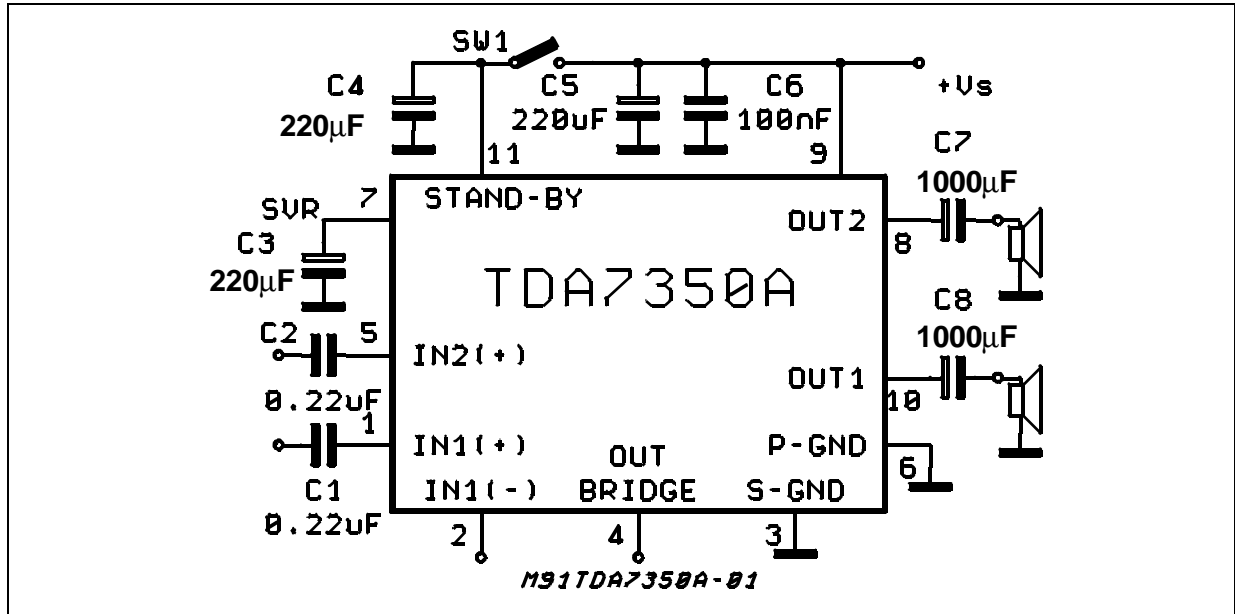 SW1
C4
220µF
C5
220uF
C6
100nF
+Vs
11
9
C7
1000µF
7
SVR
STAND-BY
OUT2
8
C3
220µF
TDA7350A
C8
1000µF
C2
5
IN2(+)
0.22uF
OUT1
10
1
IN1(+)
OUT
BRIDGE
P-GND
6
C1
0.22uF
IN1(-)
S-GND
2
4
3
M91TDA7350A-01